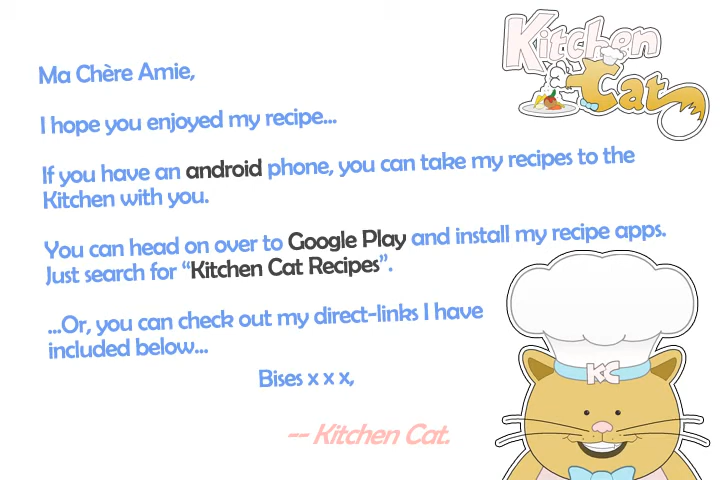 Kitchen
Cat
Ma Chère Amie,
I hope you enjoyed my recipe...
If you have an android phone, you can take my recipes to the
Kitchen with you.
You can head on over to Google Play and install my recipe apps.
Just search for “Kitchen Cat Recipes”.
...Or, you can check out my direct-links I have
included below...
Bises x x x,
-- Kitchen Cat.
KC